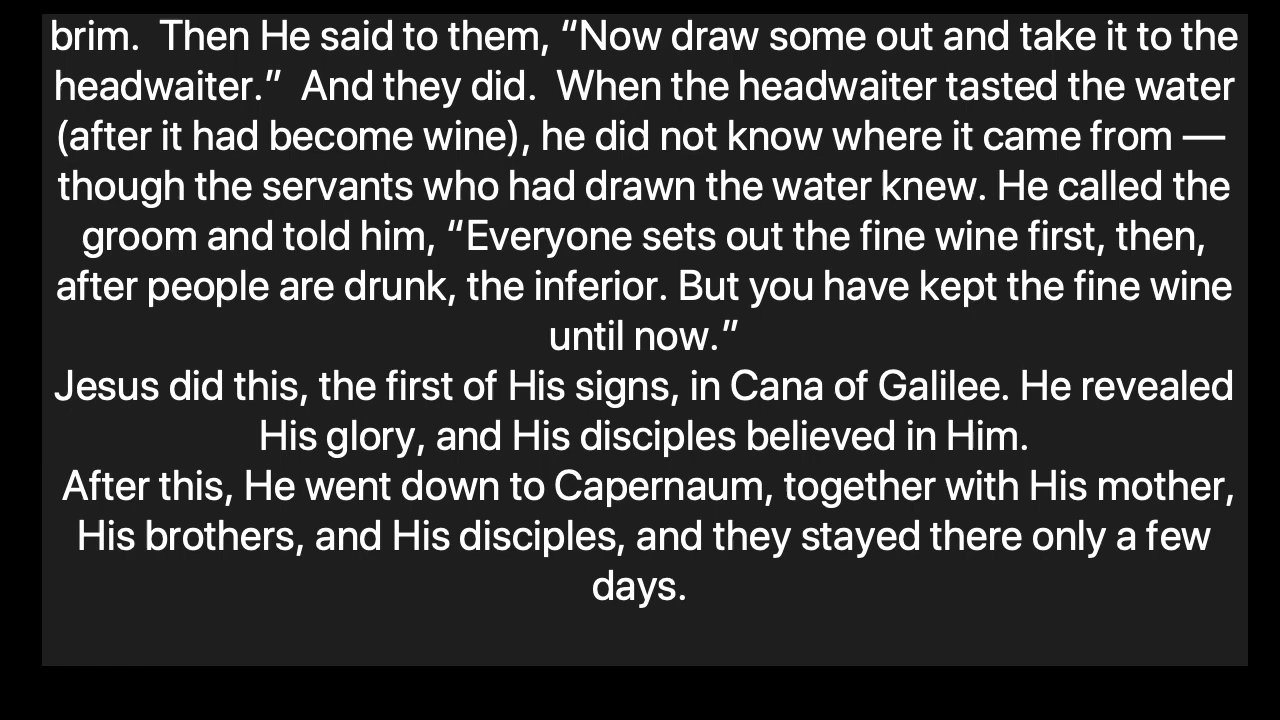 brim.  Then He said to them, “Now draw some out and take it to the
headwaiter.”  And they did.  When the headwaiter tasted the water
(after it had become wine), he did not know where it came from —
though the servants who had drawn the water knew. He called the
groom and told him, “Everyone sets out the fine wine first, then,
after people are drunk, the inferior. But you have kept the fine wine
until now.”
Jesus did this, the first of His signs, in Cana of Galilee. He revealed
His glory, and His disciples believed in Him.
After this, He went down to Capernaum, together with His mother,
His brothers, and His disciples, and they stayed there only a few
days.